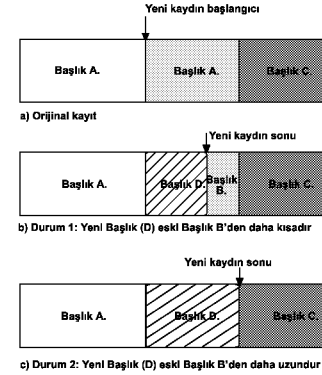 Yeni kaydın başlangıcı
Başlık A. Başlık A. Başlık C.
a) Orijinal kayıt
Yeni kaydın sonu
Başlık A. Başlık D. Başlık B. Başlık C.
b) Durum 1: Yeni Başlık (D) eski Başlık B'den daha kısadır
Yeni kaydın sonu
Başlık A. Başlık D. Başlık C.
c) Durum 2: Yeni Başlık (D) eski Başlık B'den daha uzundur